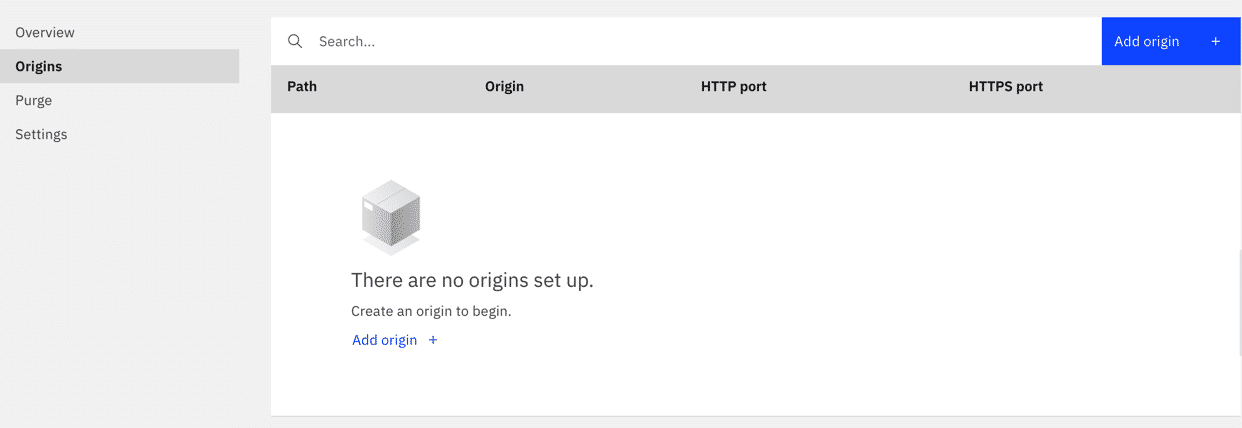 Overview
Origins
Purge
Settings
Search...
Add origin +
Path Origin HTTP port HTTPS port
There are no origins set up.
Create an origin to begin.
Add origin +